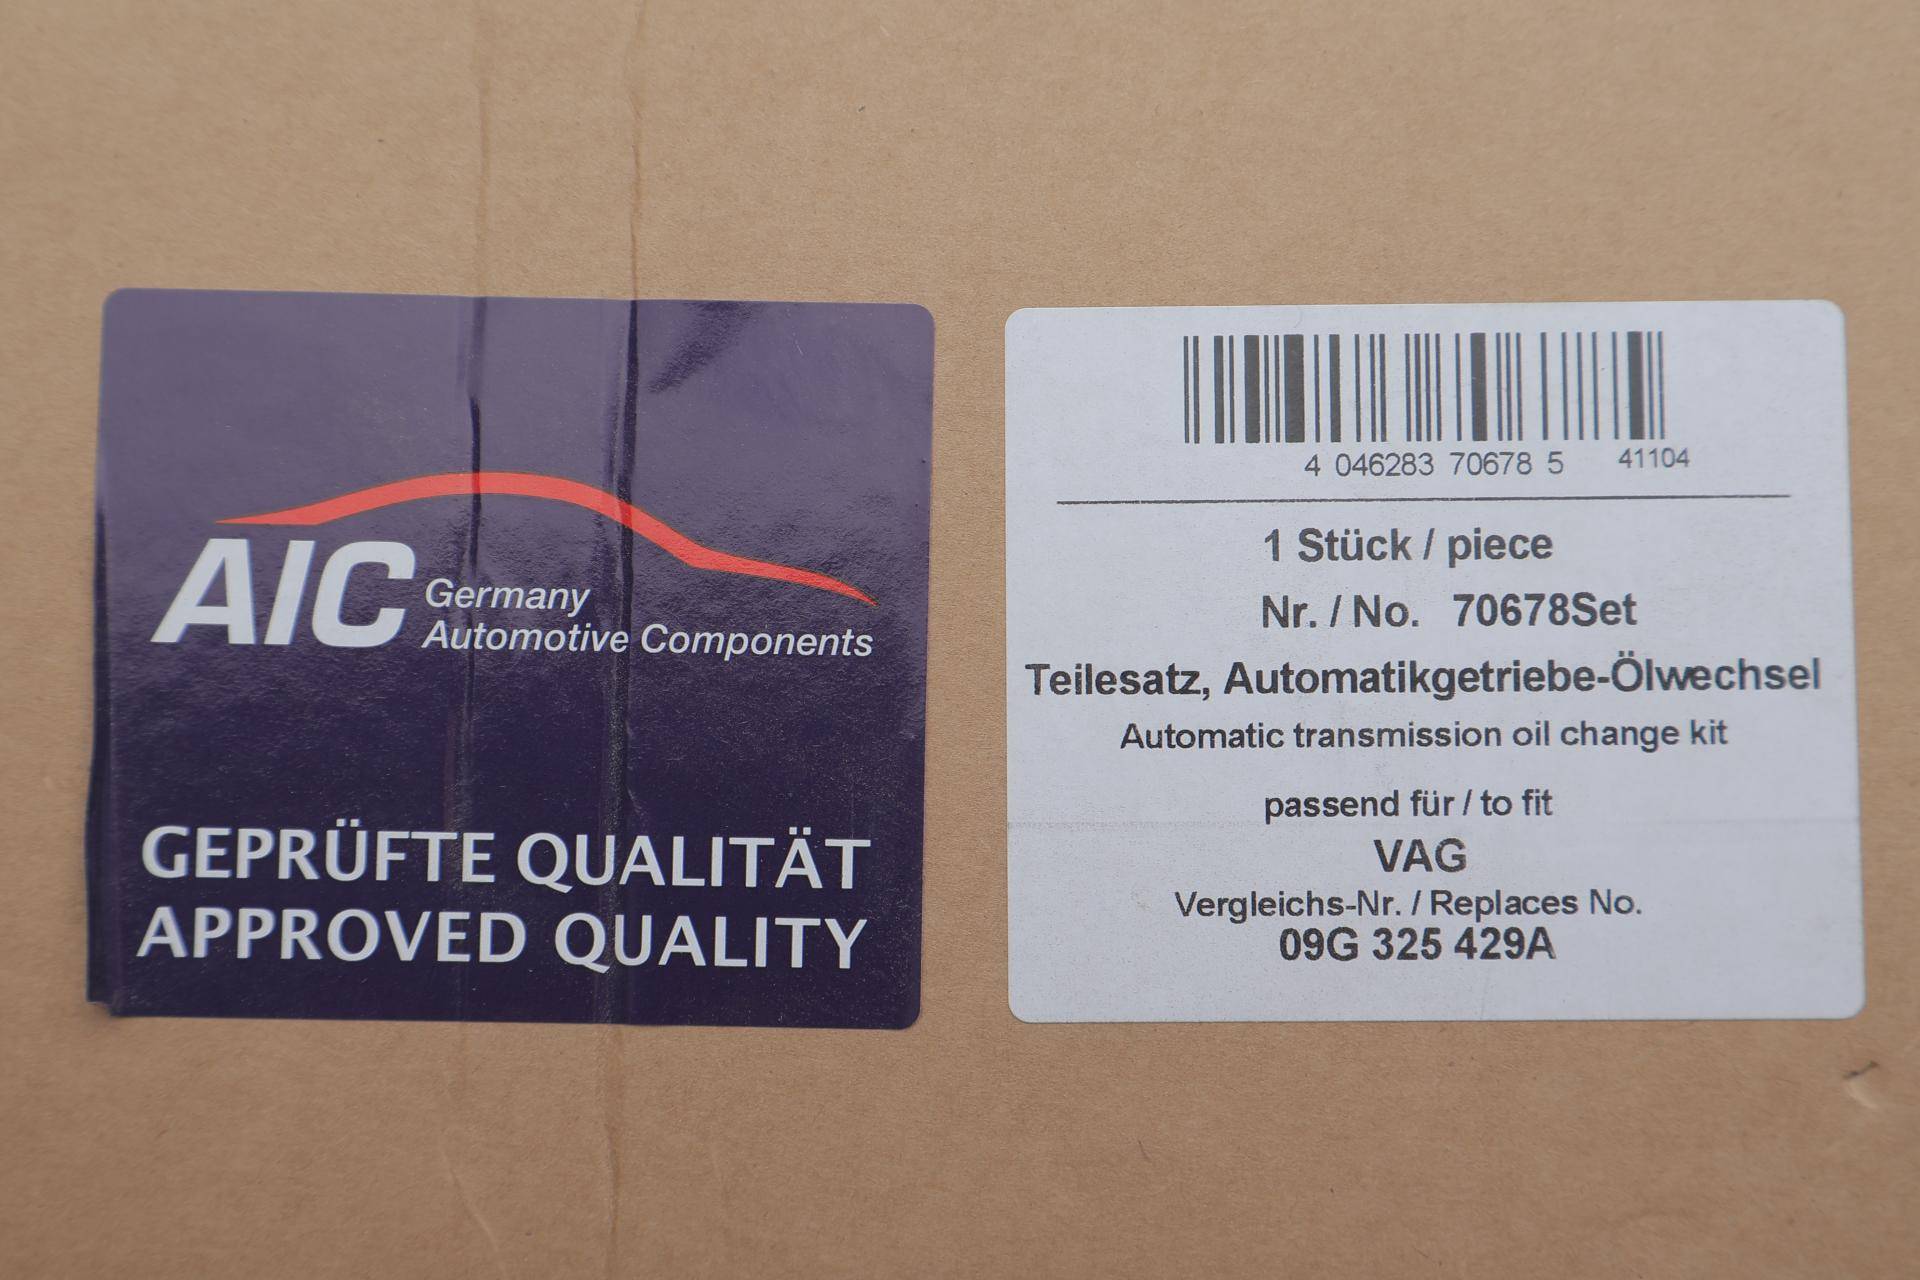 AIC Germany
Automotive Components
GEPRÜFTE QUALITÄT
APPROVED QUALITY
4 046283 70678 5 41104
1 Stück / piece
Nr. / No. 70678Set
Teilesatz, Automatikgetriebe-Ölwechsel
Automatic transmission oil change kit
passend für / to fit
VAG
Vergleichs-Nr. / Replaces No.
09G 325 429A